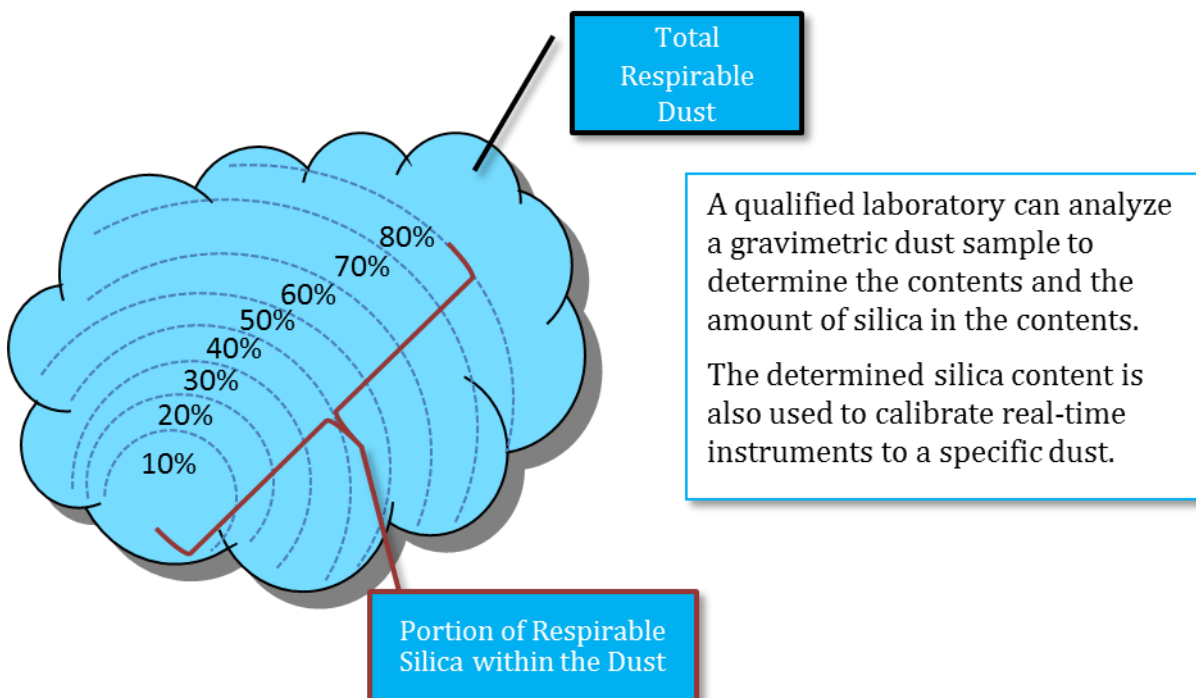 Total
Respirable
Dust
80%
70%
60%
50%
40%
30%
20%
10%
A qualified laboratory can analyze
a gravimetric dust sample to
determine the contents and the
amount of silica in the contents.
The determined silica content is
also used to calibrate real-time
instruments to a specific dust.
Portion of Respirable
Silica within the Dust